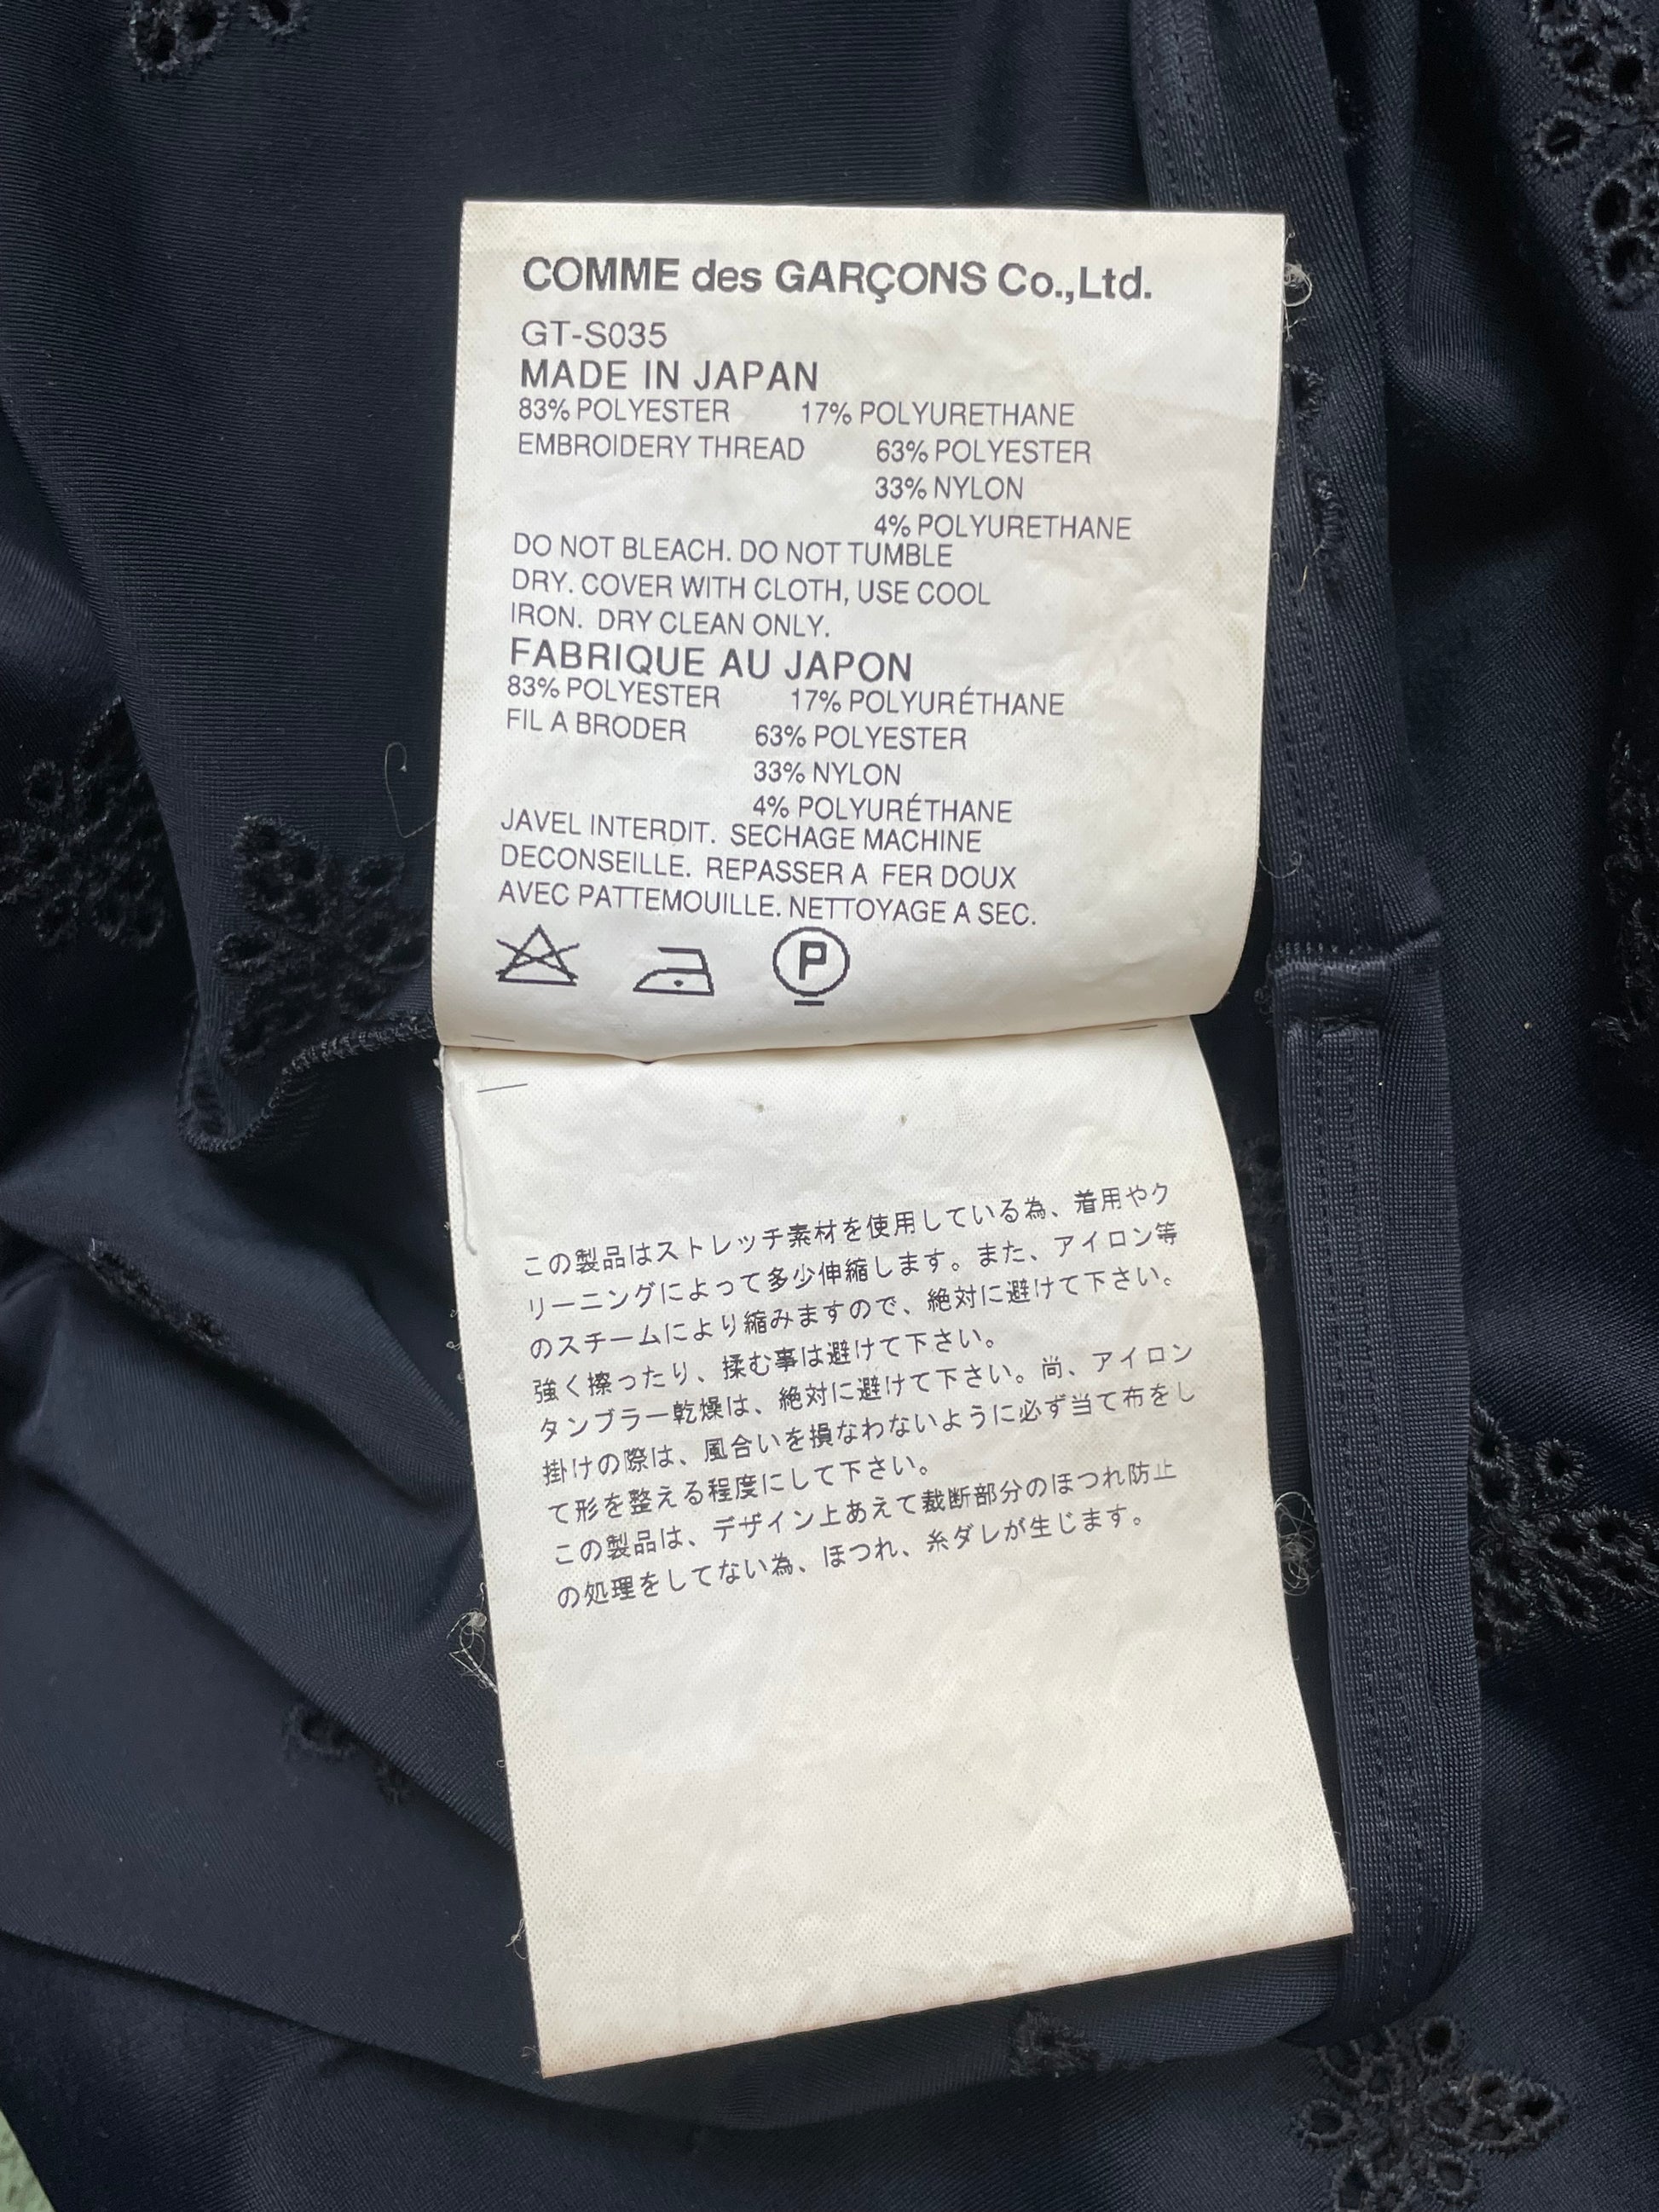 COMME des GARÇONS Co.,Ltd.
GT-S035
MADE IN JAPAN
83% POLYESTER 17% POLYURETHANE
EMBROIDERY THREAD 63% POLYESTER
33% NYLON
4% POLYURETHANE
DO NOT BLEACH. DO NOT TUMBLE
DRY. COVER WITH CLOTH, USE COOL
IRON. DRY CLEAN ONLY.
FABRIQUE AU JAPON
83% POLYESTER 17% POLYURÉTHANE
FIL A BRODER 63% POLYESTER
33% NYLON
4% POLYURÉTHANE
JAVEL INTERDIT. SECHAGE MACHINE
DECONSEILLE. REPASSER A FER DOUX
AVEC PATTEMOUILLE. NETTOYAGE A SEC.
P
この製品はストレッチ素材を使用している為、着用やク
リーニングによって多少伸縮します。また、アイロン等
のスチームにより縮みますので、絶対に避けて下さい。
強く擦ったり、揉む事は避けて下さい。
タンブラー乾燥は、絶対に避けて下さい。尚、アイロン
掛けの際は、風合いを損なわないように必ず当て布をし
て形を整える程度にして下さい。
この製品は、デザイン上あえて裁断部分のほつれ防止
の処理をしてない為、ほつれ、糸ダレが生じます。